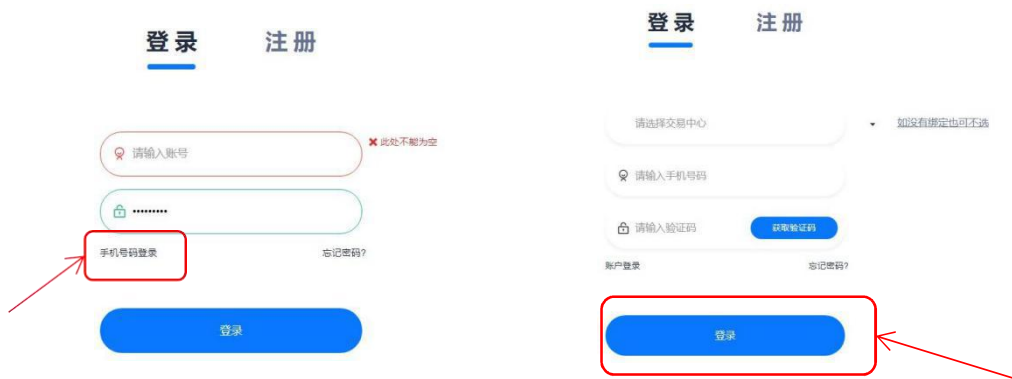 登录 注册
请输入账号
✖ 此处不能为空
•••••••••
手机号码登录 忘记密码?
登录
登录 注册
请选择交易中心
如没有绑定也可不选
请输入手机号码
请输入验证码 获取验证码
账户登录 忘记密码?
登录